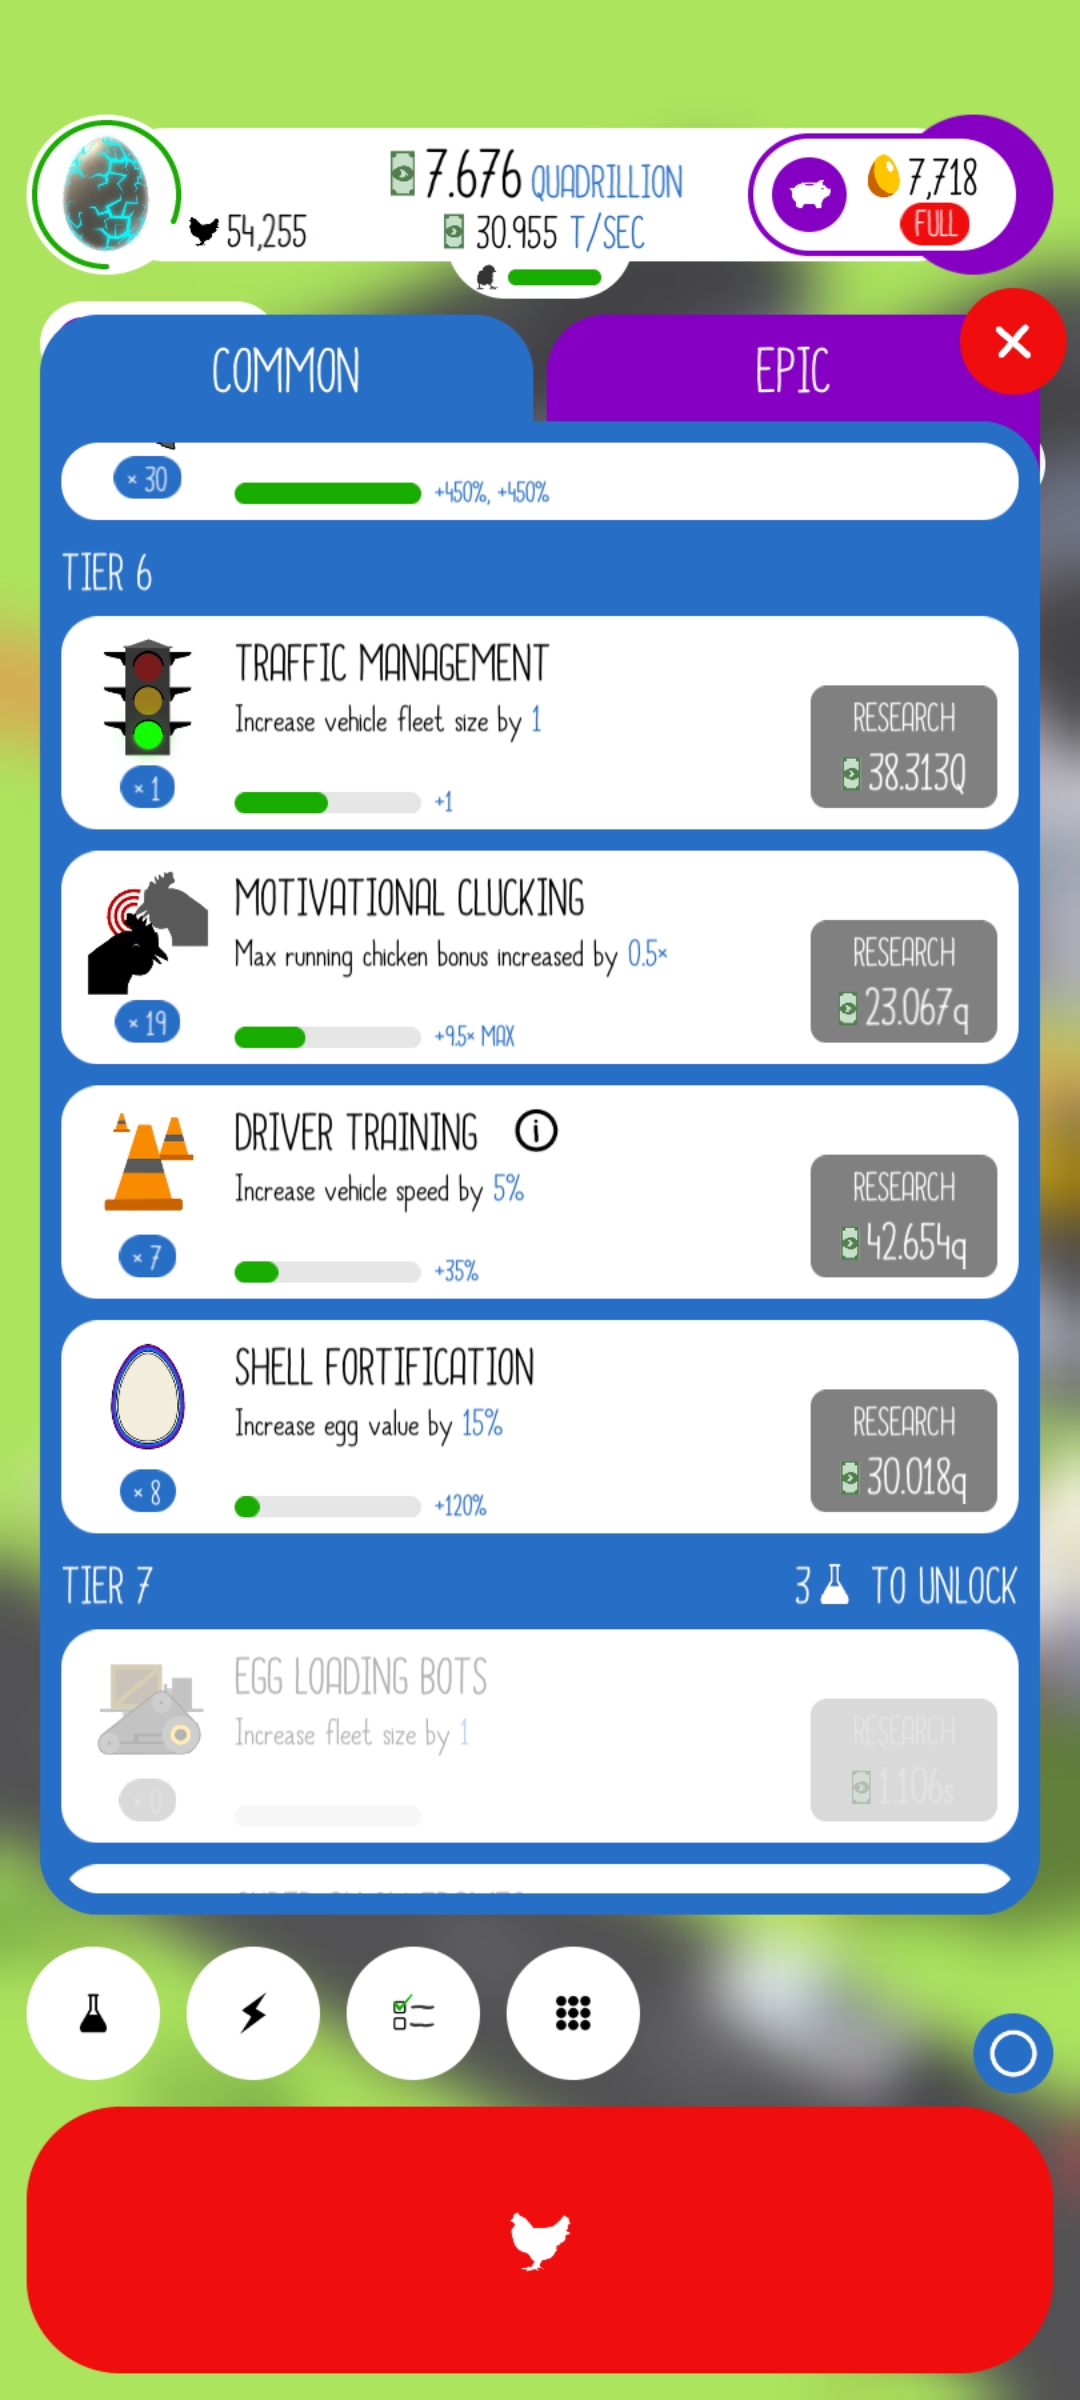 7.676 QUADRILLION
7,718
54,255
30.955 T/SEC
FULL
COMMON
EPIC
× 30
+450%, +450%
TIER 6
TRAFFIC MANAGEMENT
Increase vehicle fleet size by 1
RESEARCH
38.313Q
× 1
+1
MOTIVATIONAL CLUCKING
Max running chicken bonus increased by 0.5×
RESEARCH
23.067q
× 19
+9.5× MAX
DRIVER TRAINING
Increase vehicle speed by 5%
RESEARCH
42.654q
× 7
+35%
SHELL FORTIFICATION
Increase egg value by 15%
RESEARCH
30.018q
× 8
+120%
TIER 7
3 TO UNLOCK
EGG LOADING BOTS
Increase fleet size by 1
RESEARCH
1.106s
× 0